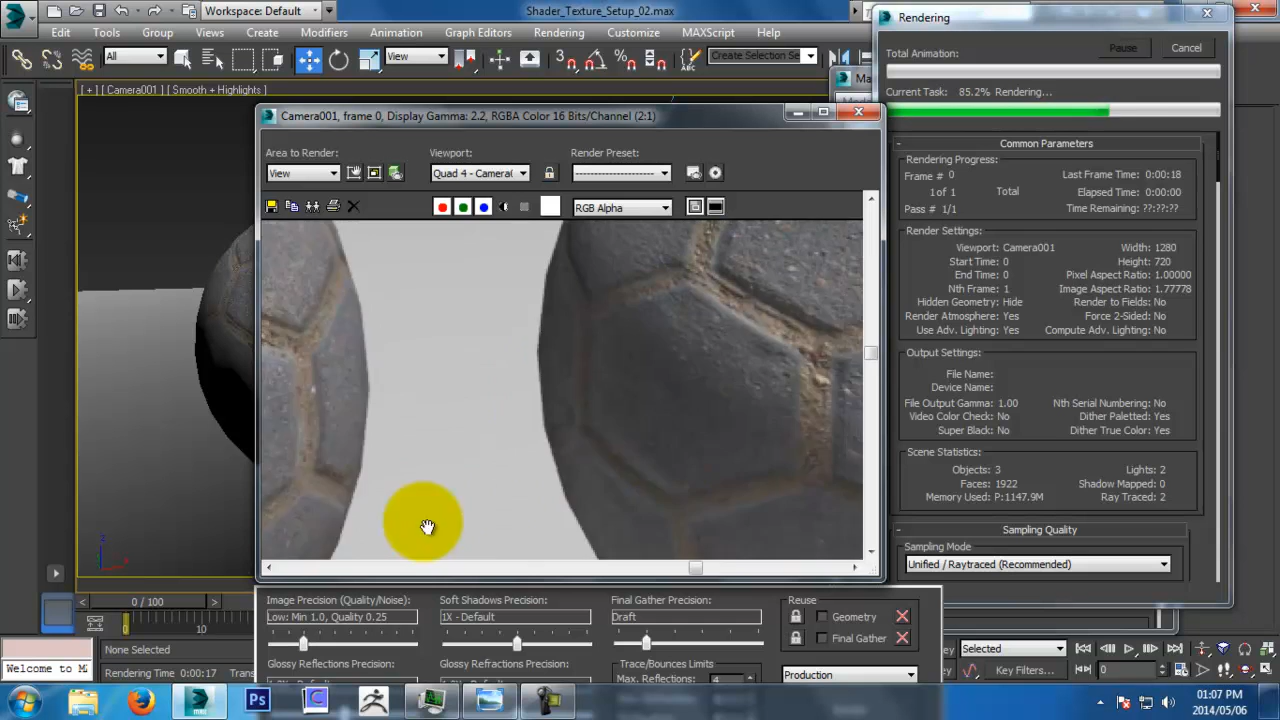 Workspace: Default
Shader_Texture_Setup_02.max
Rendering
Edit Tools Group Views Create Modifiers Animation Graph Editors Rendering Customize MAXScript Help
Total Animation:
Pause Cancel
All View Create Selection Se
[ + ] [ Camera001 ] [ Smooth + Highlights ]
Current Task: 85.2% Rendering...
Camera001, frame 0, Display Gamma: 2.2, RGBA Color 16 Bits/Channel (2:1)
Common Parameters
Area to Render: Viewport: Render Preset:
View Quad 4 - Camera( --------------------
RGB Alpha
Rendering Progress:
Frame # 0 Last Frame Time: 0:00:18
1 of 1 Total Elapsed Time: 0:00:00
Pass # 1/1 Time Remaining: ??:??:??
Render Settings:
Viewport: Camera001 Width: 1280
Start Time: 0 Height: 720
End Time: 0 Pixel Aspect Ratio: 1.00000
Nth Frame: 1 Image Aspect Ratio: 1.77778
Hidden Geometry: Hide Render to Fields: No
Render Atmosphere: Yes Force 2-Sided: No
Use Adv. Lighting: Yes Compute Adv. Lighting: No
Output Settings:
File Name:
Device Name:
File Output Gamma: 1.00 Nth Serial Numbering: No
Video Color Check: No Dither Paletted: Yes
Super Black: No Dither True Color: Yes
Scene Statistics:
Objects: 3 Lights: 2
Faces: 1922 Shadow Mapped: 0
Memory Used: P:1147.9M Ray Traced: 2
Sampling Quality
Sampling Mode
Unified / Raytraced (Recommended)
0 / 100
10
Image Precision (Quality/Noise): Soft Shadows Precision: Final Gather Precision: Reuse
Low: Min 1.0, Quality 0.25 1X - Default Draft Geometry
Final Gather
Glossy Reflections Precision: Glossy Refractions Precision: Trace/Bounces Limits
Max. Reflections: 4
Production
None Selected
Selected
Welcome to M
Rendering Time: 0:00:17
Key Filters... 0
z
Ps
01:07 PM
2014/05/06